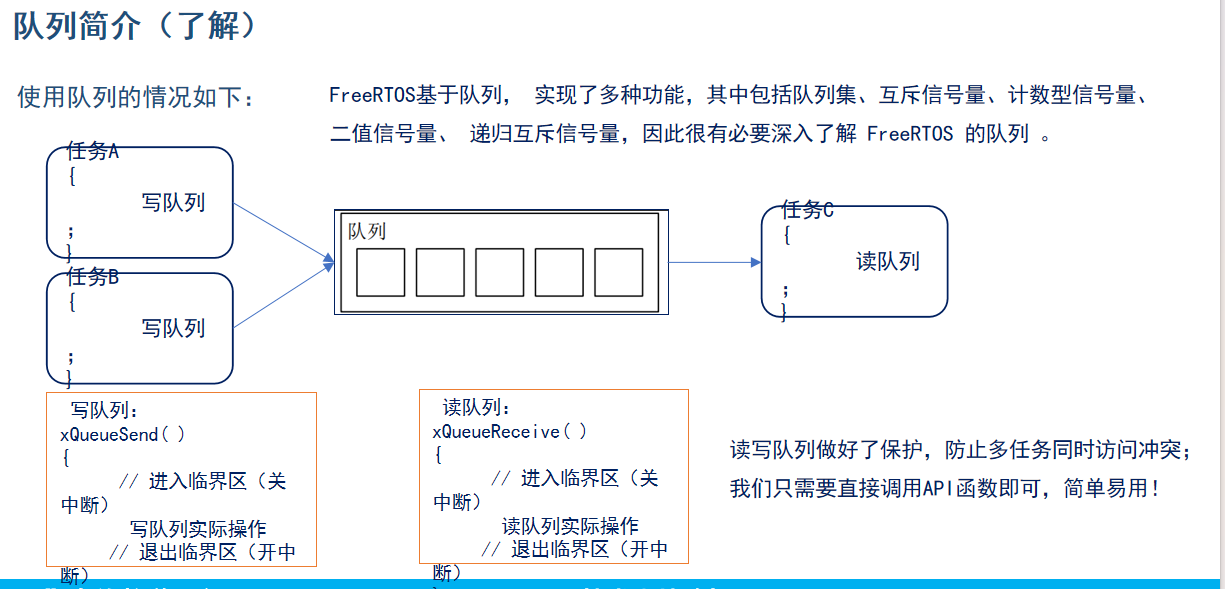 队列简介（了解）
使用队列的情况如下：
FreeRTOS基于队列， 实现了多种功能，其中包括队列集、互斥信号量、计数型信号量、
二值信号量、 递归互斥信号量，因此很有必要深入了解 FreeRTOS 的队列 。
任务A
{
写队列
;
}
任务B
{
写队列
;
}
队列
任务C
{
读队列
;
}
写队列：
xQueueSend( )
{
// 进入临界区（关
中断）
写队列实际操作
// 退出临界区（开中
断）
读队列：
xQueueReceive( )
{
// 进入临界区（关
中断）
读队列实际操作
// 退出临界区（开中
断）
读写队列做好了保护，防止多任务同时访问冲突；
我们只需要直接调用API函数即可，简单易用！